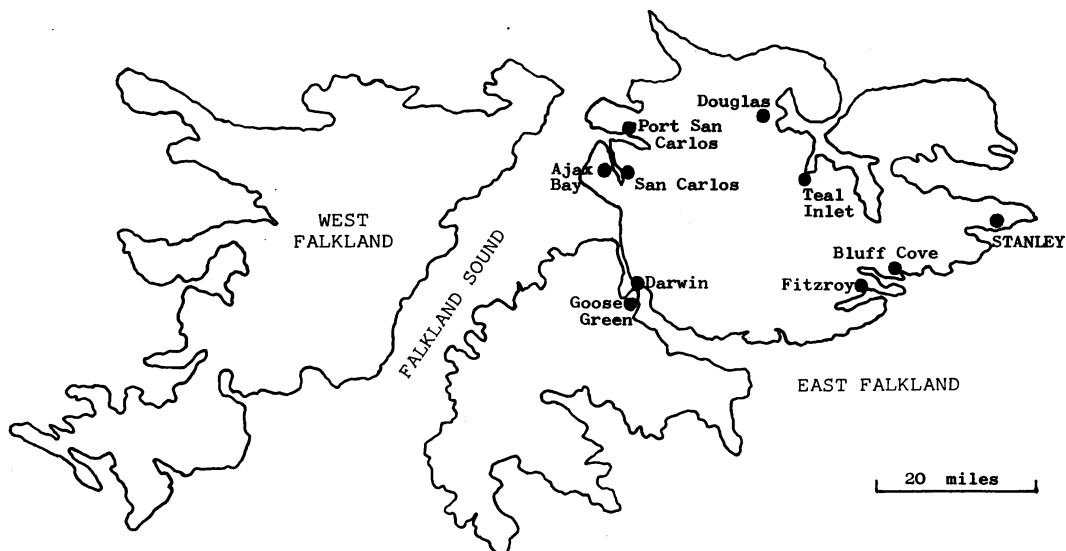 Douglas
Port San
Carlos
Ajax
Bay
San Carlos
Teal
Inlet
WEST
FALKLAND
STANLEY
FALKLAND SOUND
Bluff Cove
Darwin
Fitzroy
Goose
Green
EAST FALKLAND
20 miles